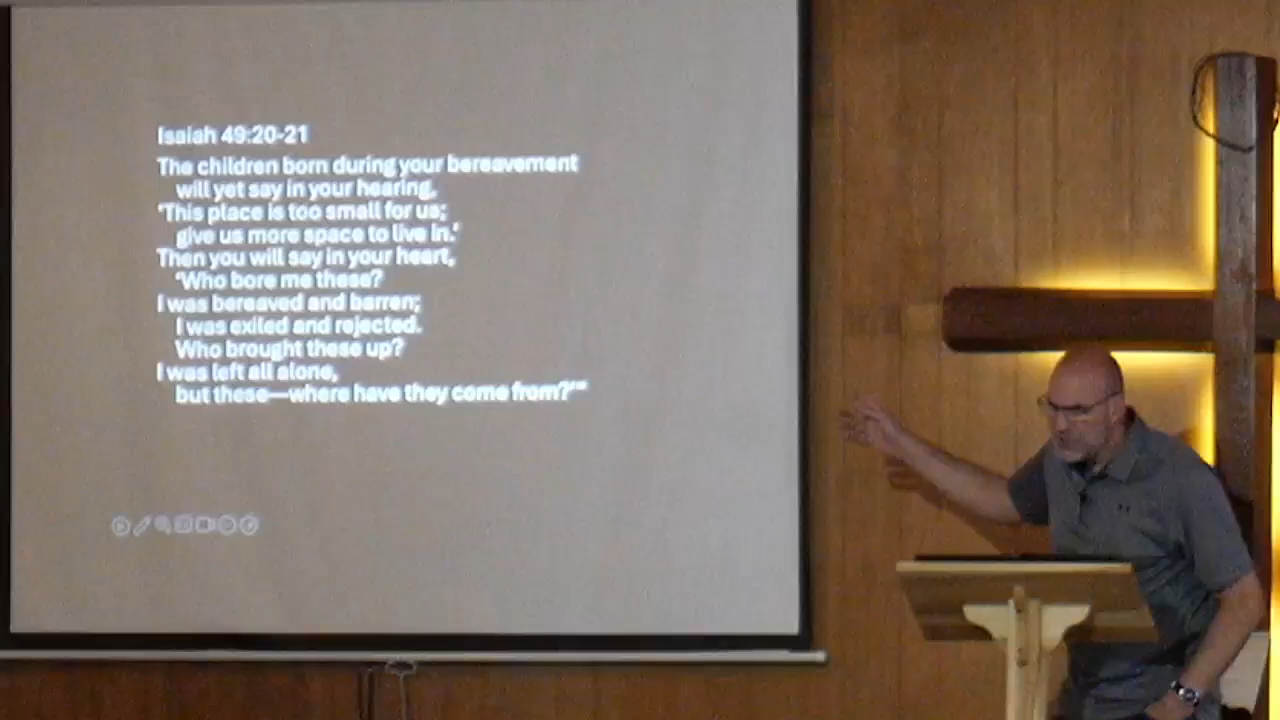 Isaiah 49:20-21
The children born during your bereavement
will yet say in your hearing,
‘This place is too small for us;
give us more space to live in.’
Then you will say in your heart,
‘Who bore me these?
I was bereaved and barren;
I was exiled and rejected.
Who brought these up?
I was left all alone,
but these—where have they come from?’”